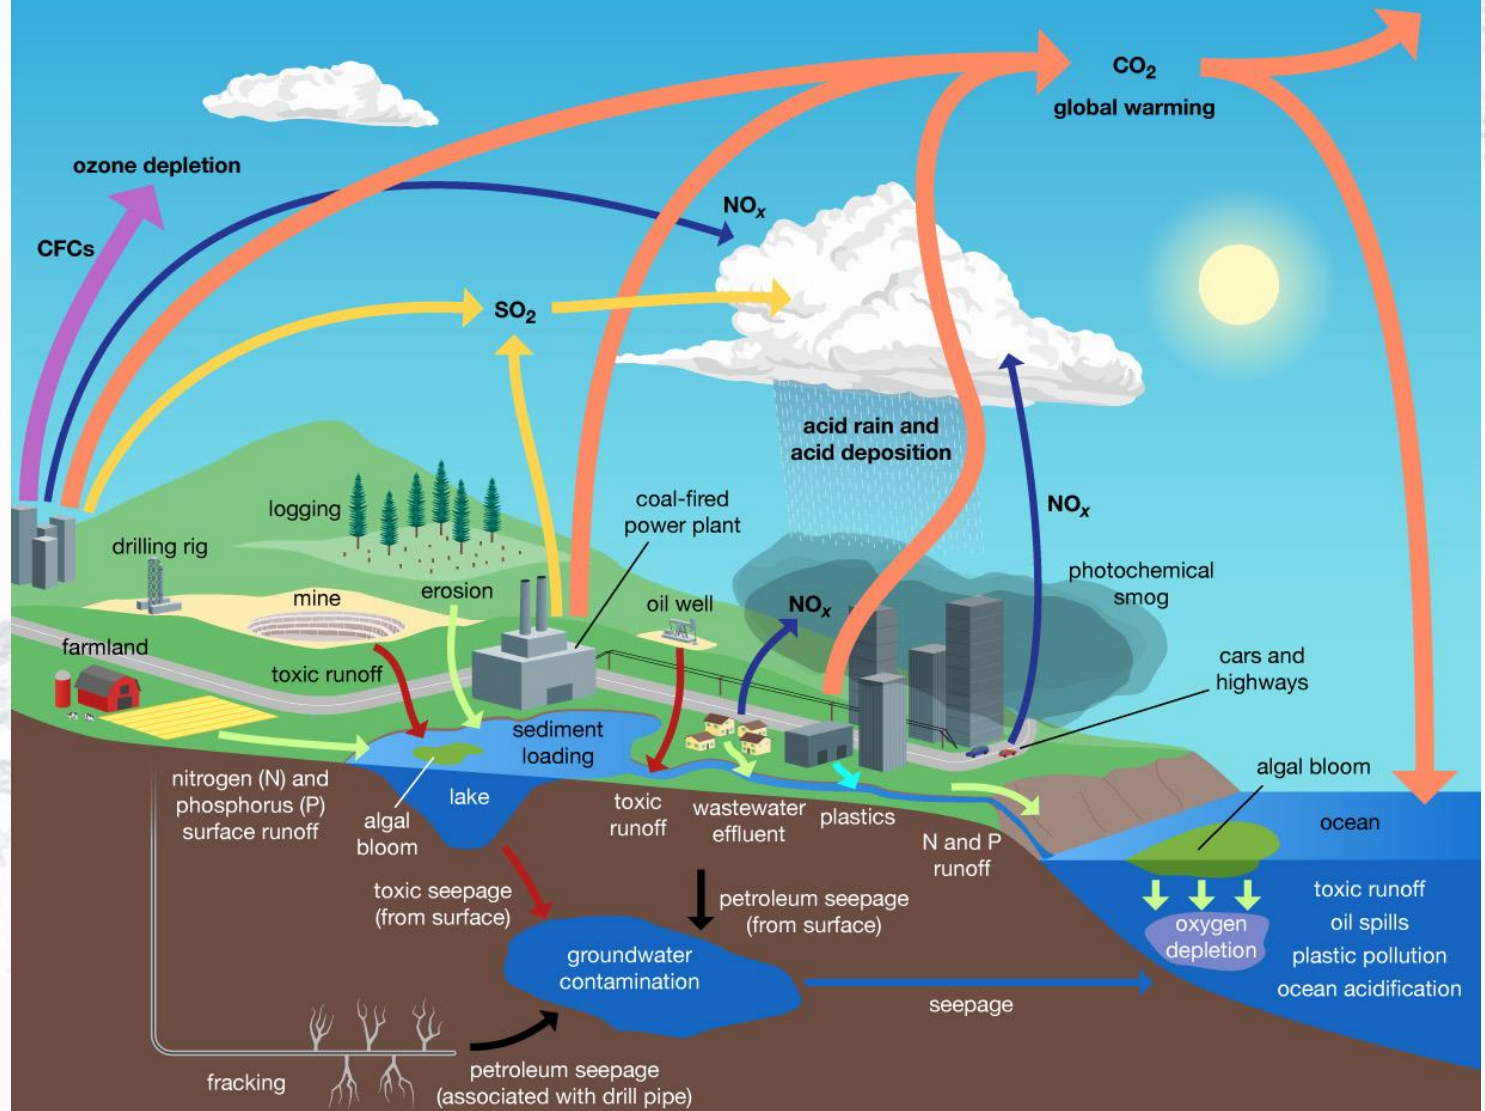 CO₂
global warming
ozone depletion
CFCs
NOₓ
SO₂
acid rain and
acid deposition
NOₓ
logging
coal-fired
power plant
drilling rig
photochemical
smog
erosion
mine
oil well
NOₓ
farmland
toxic runoff
cars and
highways
sediment
loading
algal bloom
nitrogen (N) and
phosphorus (P)
surface runoff
lake
algal
bloom
toxic
runoff
wastewater
effluent
plastics
N and P
runoff
ocean
toxic seepage
(from surface)
petroleum seepage
(from surface)
oxygen
depletion
toxic runoff
oil spills
plastic pollution
ocean acidification
groundwater
contamination
seepage
fracking
petroleum seepage
(associated with drill pipe)